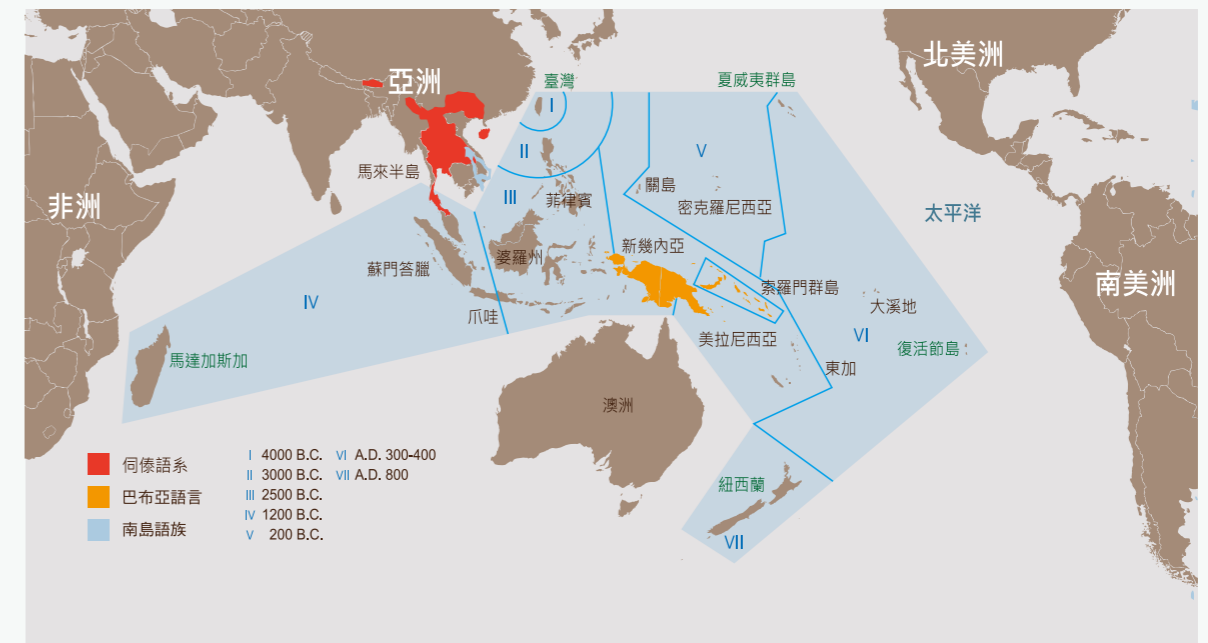 北美洲
臺灣
夏威夷群島
亞洲
I
II
V
馬來半島
III
關島
菲律賓
密克羅尼西亞
非洲
太平洋
新幾內亞
婆羅州
蘇門答臘
索羅門群島
南美洲
IV
大溪地
爪哇
美拉尼西亞
VI
復活節島
馬達加斯加
東加
澳洲
I 4000 B.C. VI A.D. 300-400
伺傣語系
II 3000 B.C. VII A.D. 800
巴布亞語言
III 2500 B.C.
紐西蘭
IV 1200 B.C.
南島語族
V 200 B.C.
VII